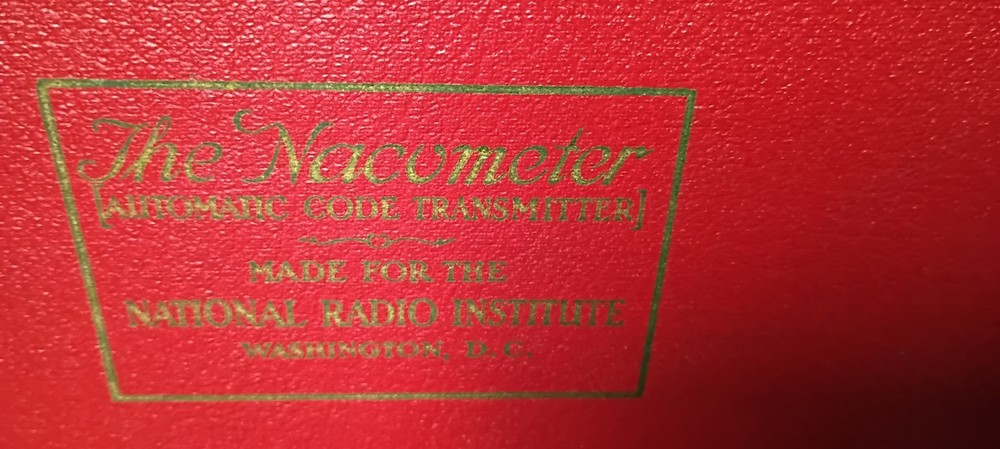 The Nacometer
[AUTOMATIC CODE TRANSMITTER]
MADE FOR THE
NATIONAL RADIO INSTITUTE
WASHINGTON, D. C.